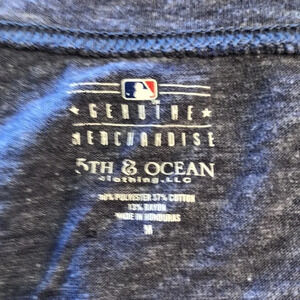 GENUINE
MERCHANDISE
5TH & OCEAN
clothing, LLC
50% POLYESTER 37% COTTON
13% RAYON
MADE IN HONDURAS
M